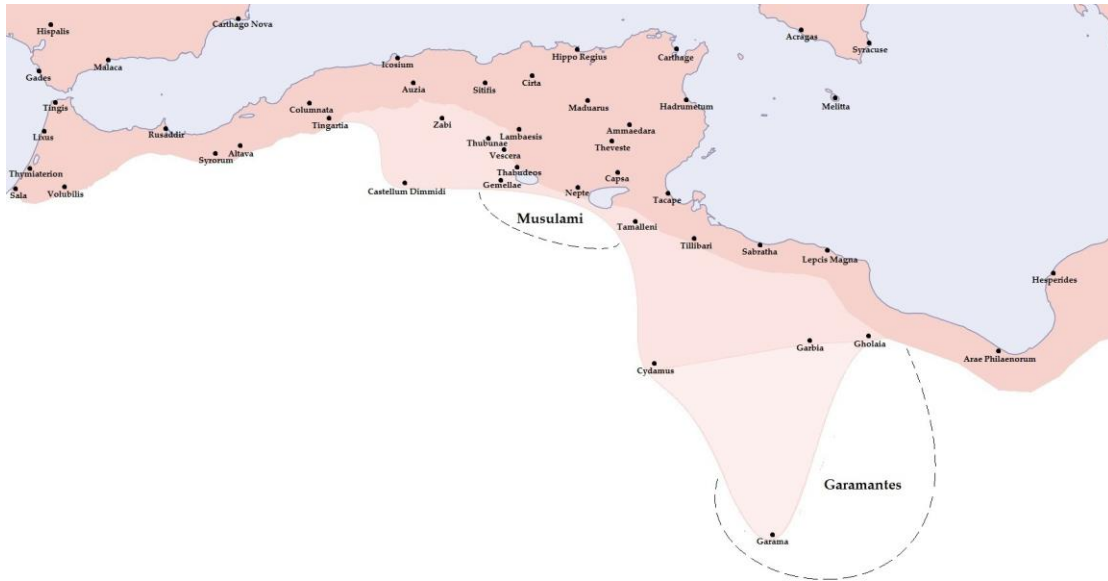 Carthago Nova
Hispalis
Acragas
Syracuse
Malaca
Gades
Icosium
Hippo Regius
Carthage
Auzia
Sitifis
Cirta
Melitta
Tingis
Columnata
Maduarus
Hadrumetum
Tingartia
Zabi
Lixus
Rusaddir
Lambaesis
Ammaedara
Thubunae
Theveste
Altava
Syrorum
Vescera
Thymiaterion
Thabudeos
Capsa
Sala
Volubilis
Castellum Dimmidi
Gemellae
Nepte
Tacape
Musulami
Tamalleni
Tillibari
Sabratha
Lepcis Magna
Hesperides
Garbia
Gholaia
Arae Philaenorum
Cydamus
Garamantes
Garama